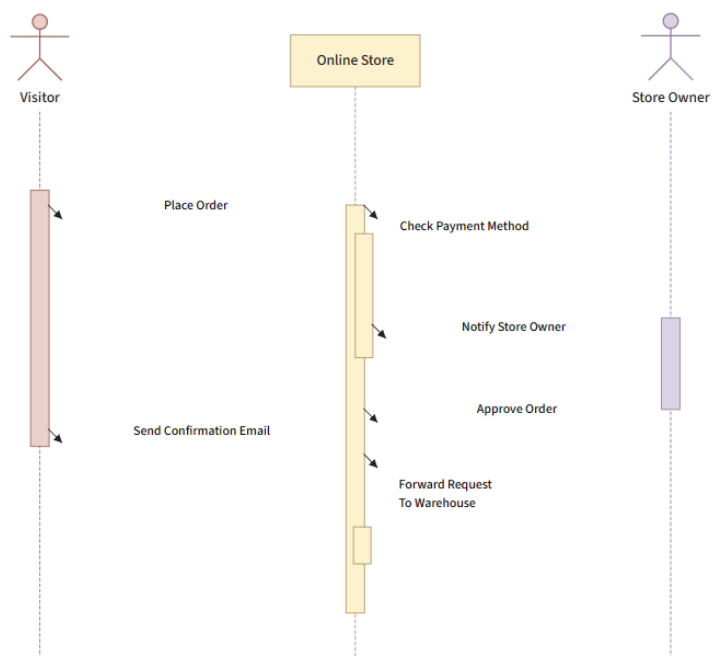 Online Store
Visitor
Store Owner
Place Order
Check Payment Method
Notify Store Owner
Approve Order
Send Confirmation Email
Forward Request
To Warehouse